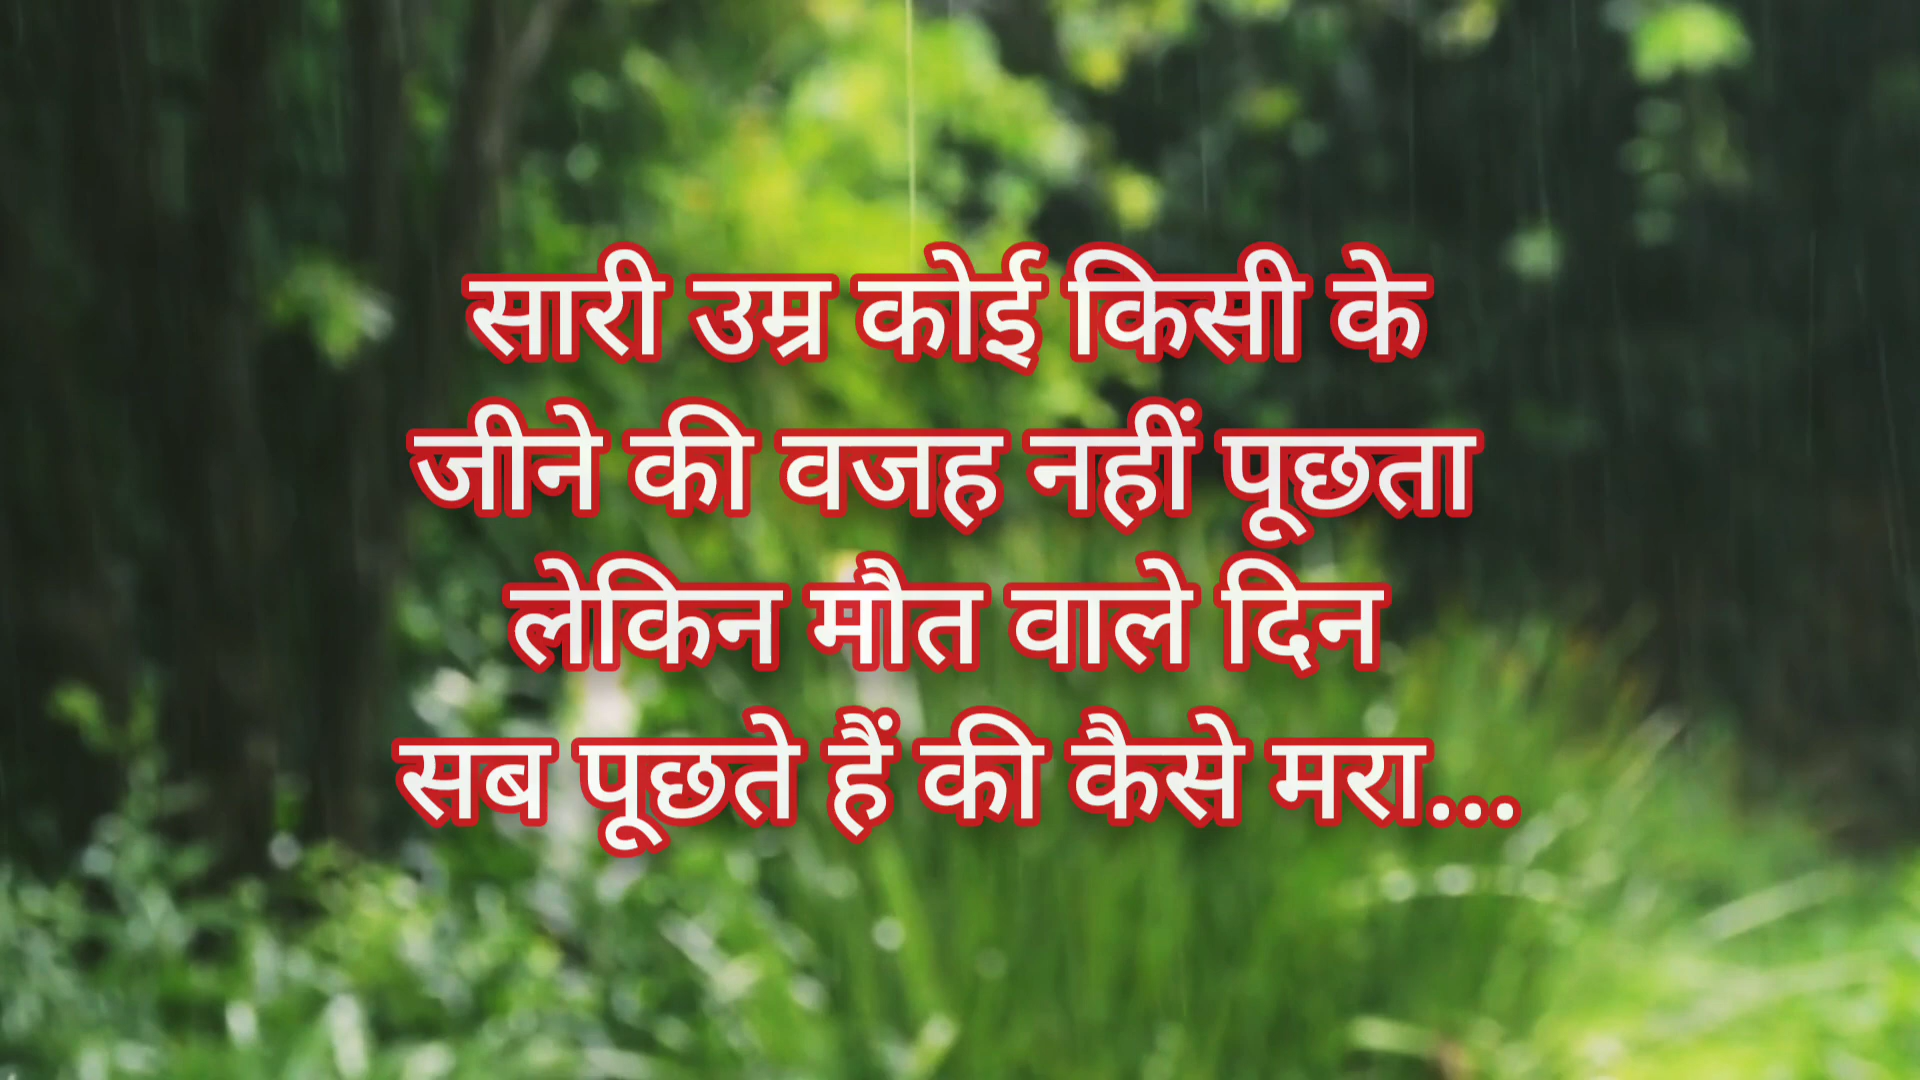 सारी उम्र कोई किसी के
जीने की वजह नहीं पूछता
लेकिन मौत वाले दिन
सब पूछते हैं की कैसे मरा...